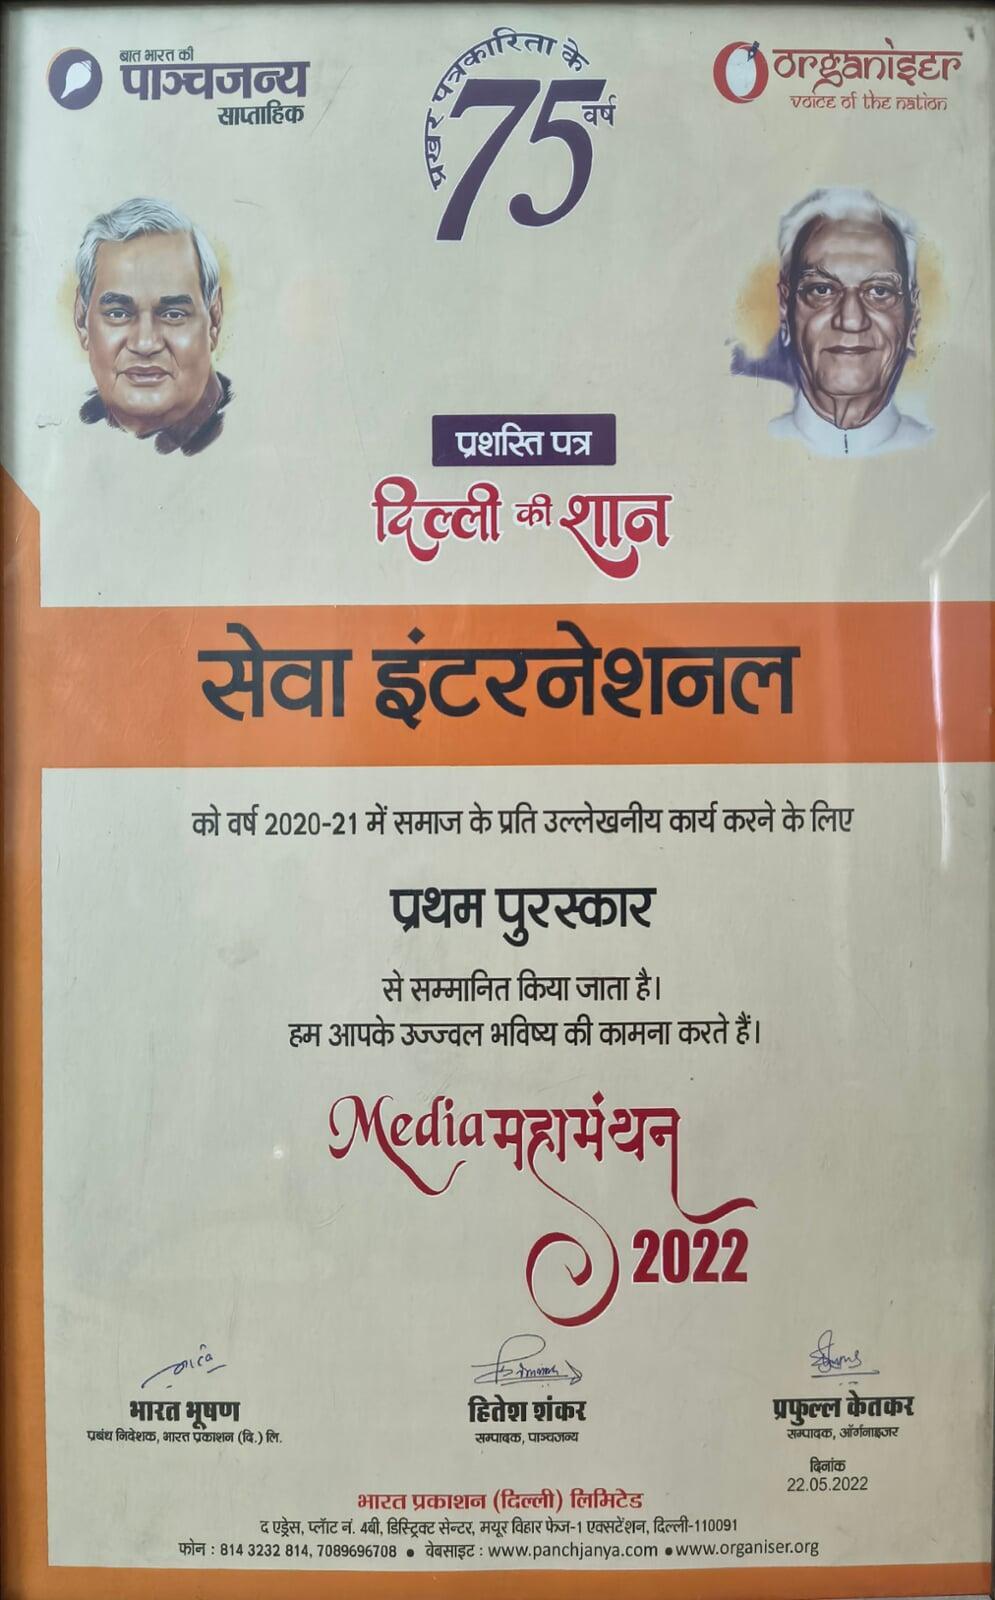 बात भारत की
पाञ्चजन्य
साप्ताहिक
प्रखर पत्रकारिता के
75 वर्ष
organiser
voice of the nation
प्रशस्ति पत्र
दिल्ली की शान
सेवा इंटरनेशनल
को वर्ष 2020-21 में समाज के प्रति उल्लेखनीय कार्य करने के लिए
प्रथम पुरस्कार
से सम्मानित किया जाता है।
हम आपके उज्ज्वल भविष्य की कामना करते हैं।
Media महामंथन
2022
भारत भूषण
प्रबंध निदेशक, भारत प्रकाशन (दि.) लि.
हितेश शंकर
सम्पादक, पाञ्चजन्य
प्रफुल्ल केतकर
सम्पादक, ऑर्गनाइजर
दिनांक
22.05.2022
भारत प्रकाशन (दिल्ली) लिमिटेड
द एड्रेस, प्लॉट नं. 4बी, डिस्ट्रिक्ट सेन्टर, मयूर विहार फेज-1 एक्सटेंशन, दिल्ली-110091
फोन : 814 3232 814, 7089696708 ● वेबसाइट : www.panchjanya.com ● www.organiser.org